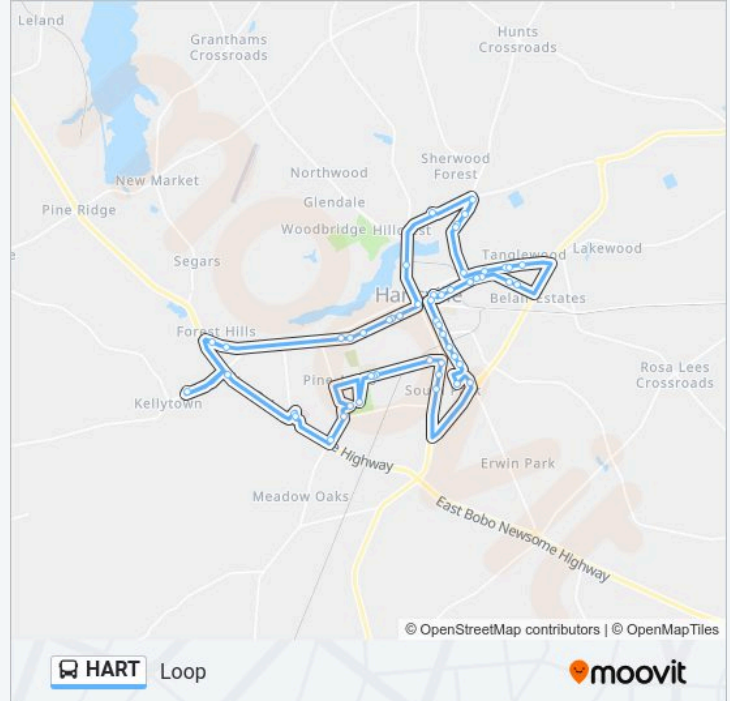 Leland
Granthams
Crossroads
Hunts
Crossroads
Sherwood
Forest
Northwood
New Market
Glendale
Pine Ridge
Woodbridge
Tanglewood
Lakewood
Segars
Belair Estates
Forest Hills
Rosa Lees
Crossroads
Kellytown
Erwin Park
e Highway
Meadow Oaks
East Bobo Newsome Highway
© OpenStreetMap contributors | © OpenMapTiles
HART
Loop
moovit